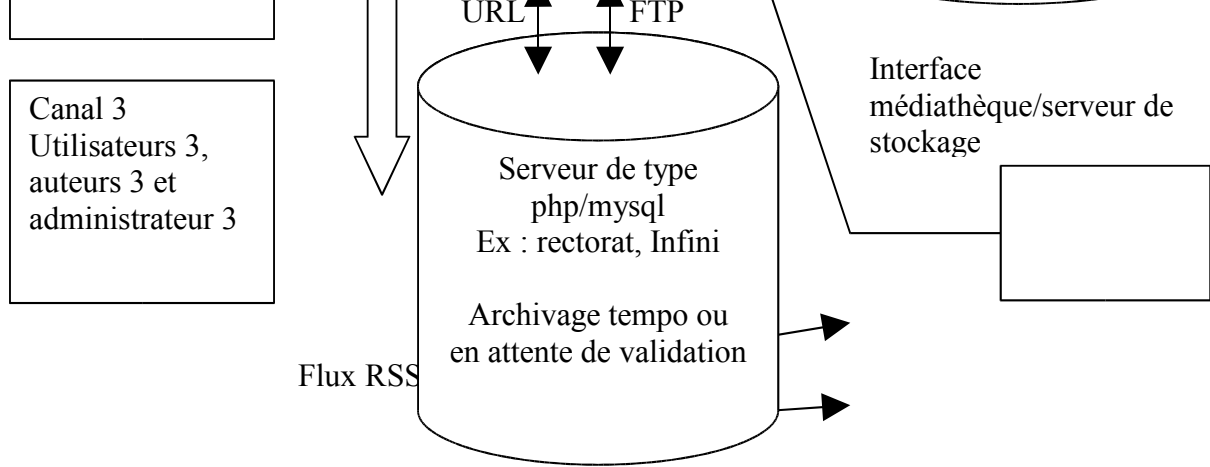 URL
FTP
Canal 3
Utilisateurs 3,
auteurs 3 et
administrateur 3
Serveur de type
php/mysql
Ex : rectorat, Infini
Archivage tempo ou
en attente de validation
Flux RSS
Interface
médiathèque/serveur de
stockage